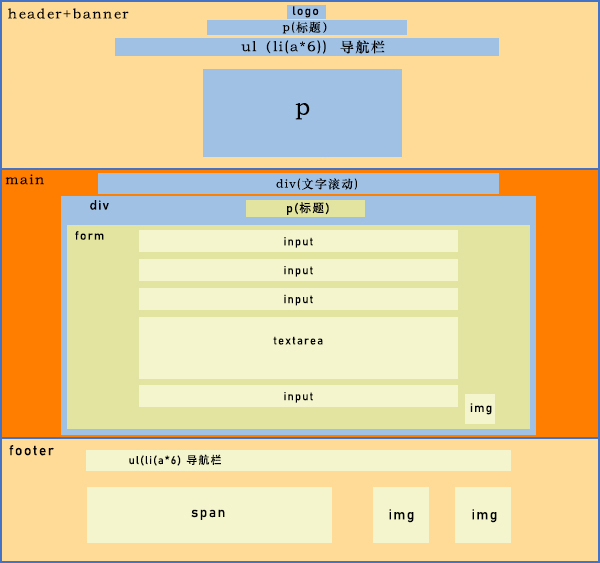 header+banner
logo
p(标题)
ul (li(a*6)) 导航栏
p
main
div(文字滚动)
div
p(标题)
form
input
input
input
textarea
input
img
footer
ul(li(a*6) 导航栏
span
img
img